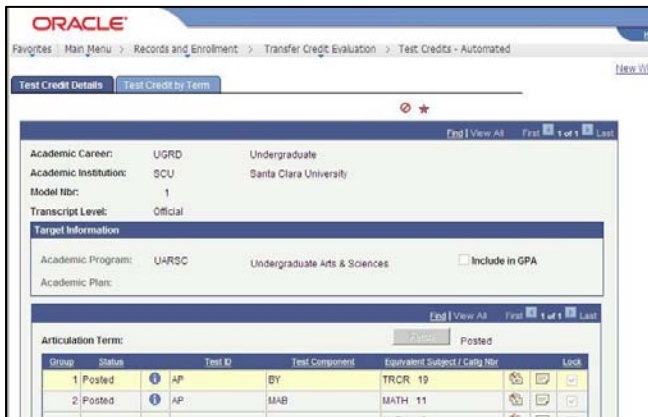 ORACLE
Favorites | Main Menu > Records and Enrolment > Transfer Credit Evaluation > Test Credits - Automated
New
Test Credit Details Test Credit by Term
Find | View All First 1 of 1 Last
Academic Career: UGRD Undergraduate
Academic Institution: SCU Santa Clara University
Model Nbr: 1
Transcript Level: Official
Target Information
Academic Program: UARSC Undergraduate Arts & Sciences Include in GPA
Academic Plan:
Find | View All First 1 of 1 Last
Articulation Term: Posted
Group Status Test ID Test Component Equivalent Subject / Catlg Nbr Lock
1 Posted AP BY TRCR 19
2 Posted AP MAB MATH 11